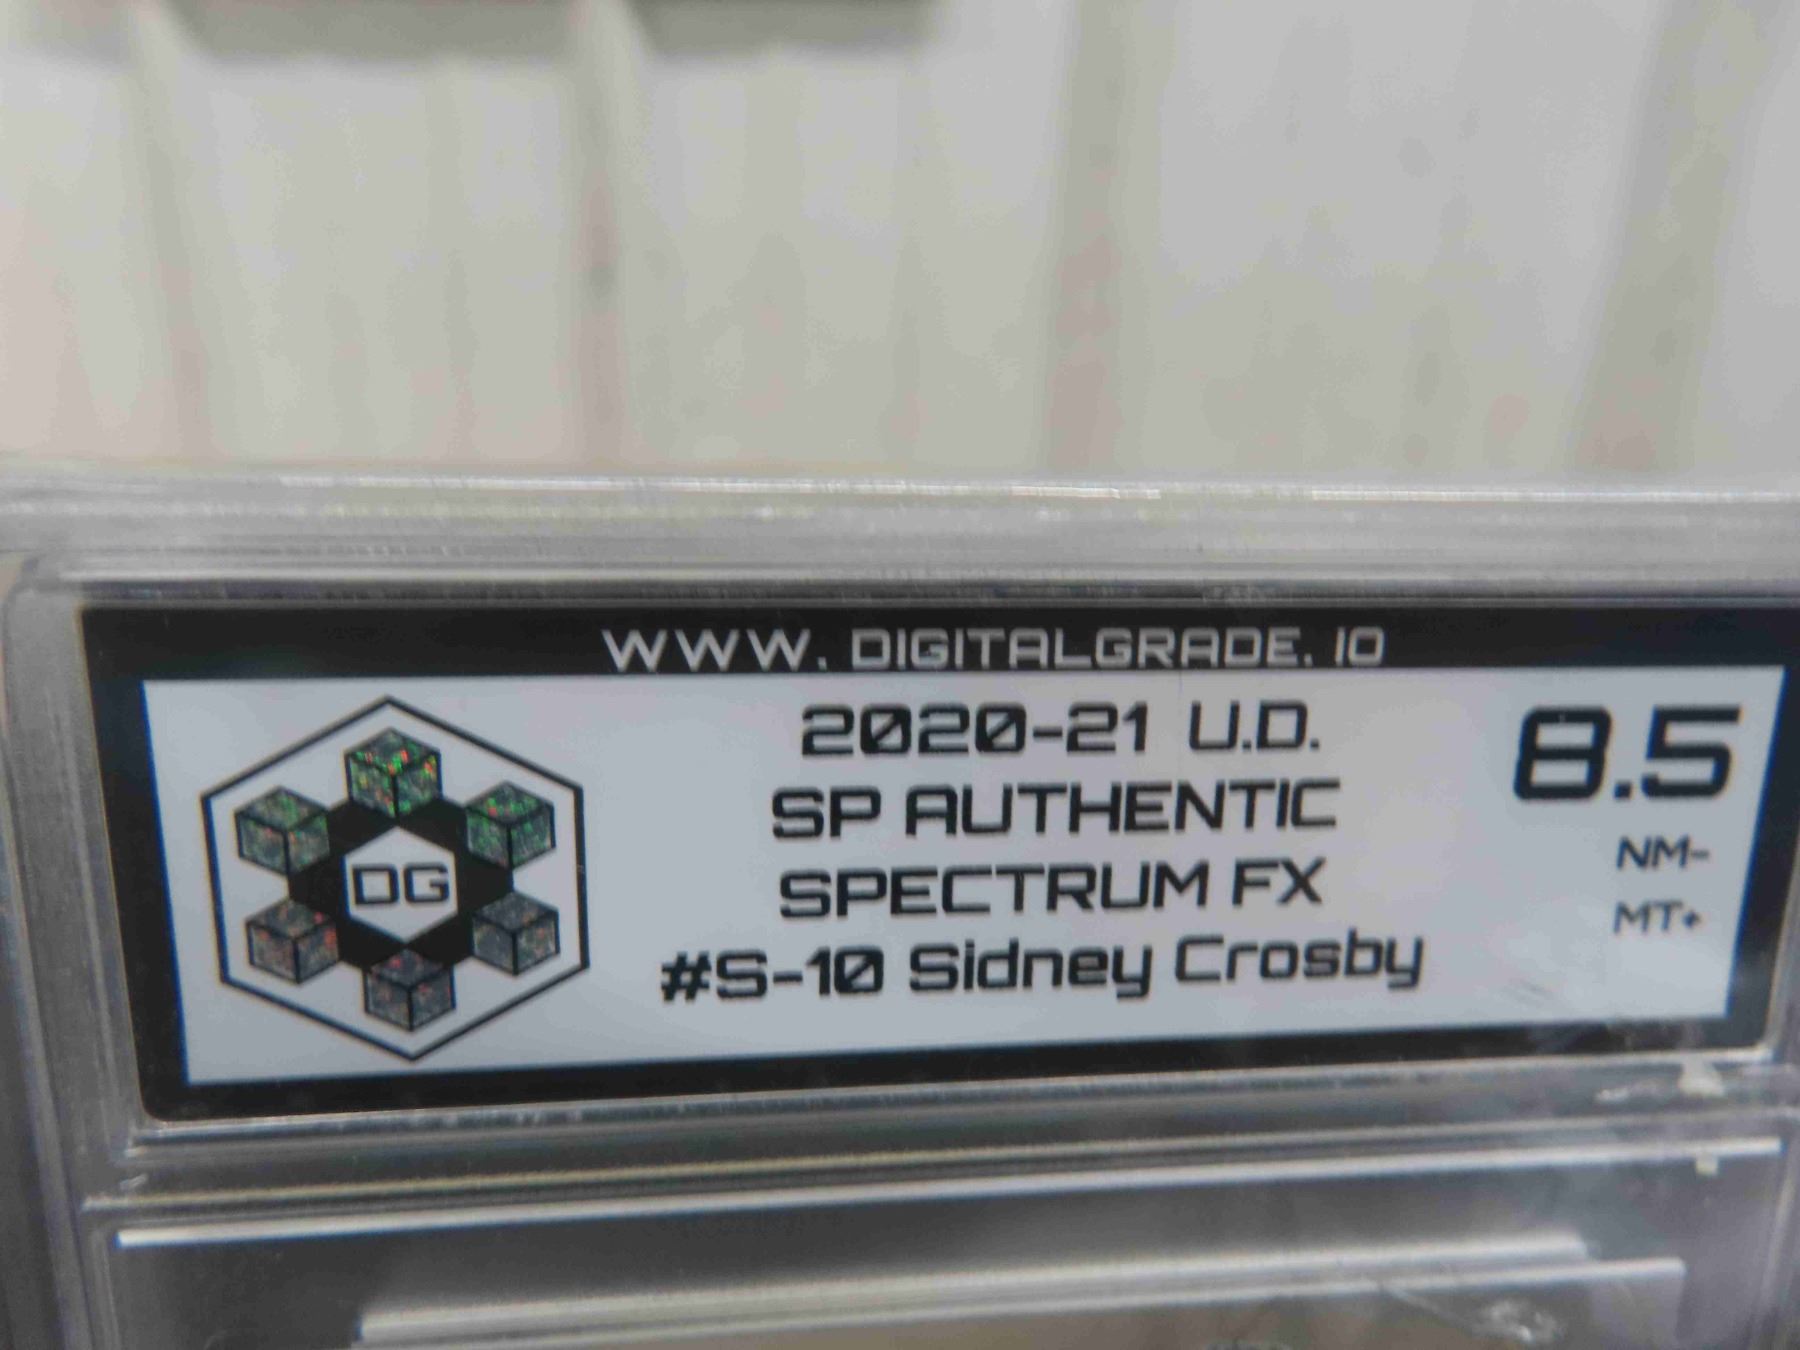 WWW. DIGITALGRADE. IO
DG
2020-21 U.D.
SP AUTHENTIC
SPECTRUM FX
#S-10 Sidney Crosby
8.5
NM-
MT+